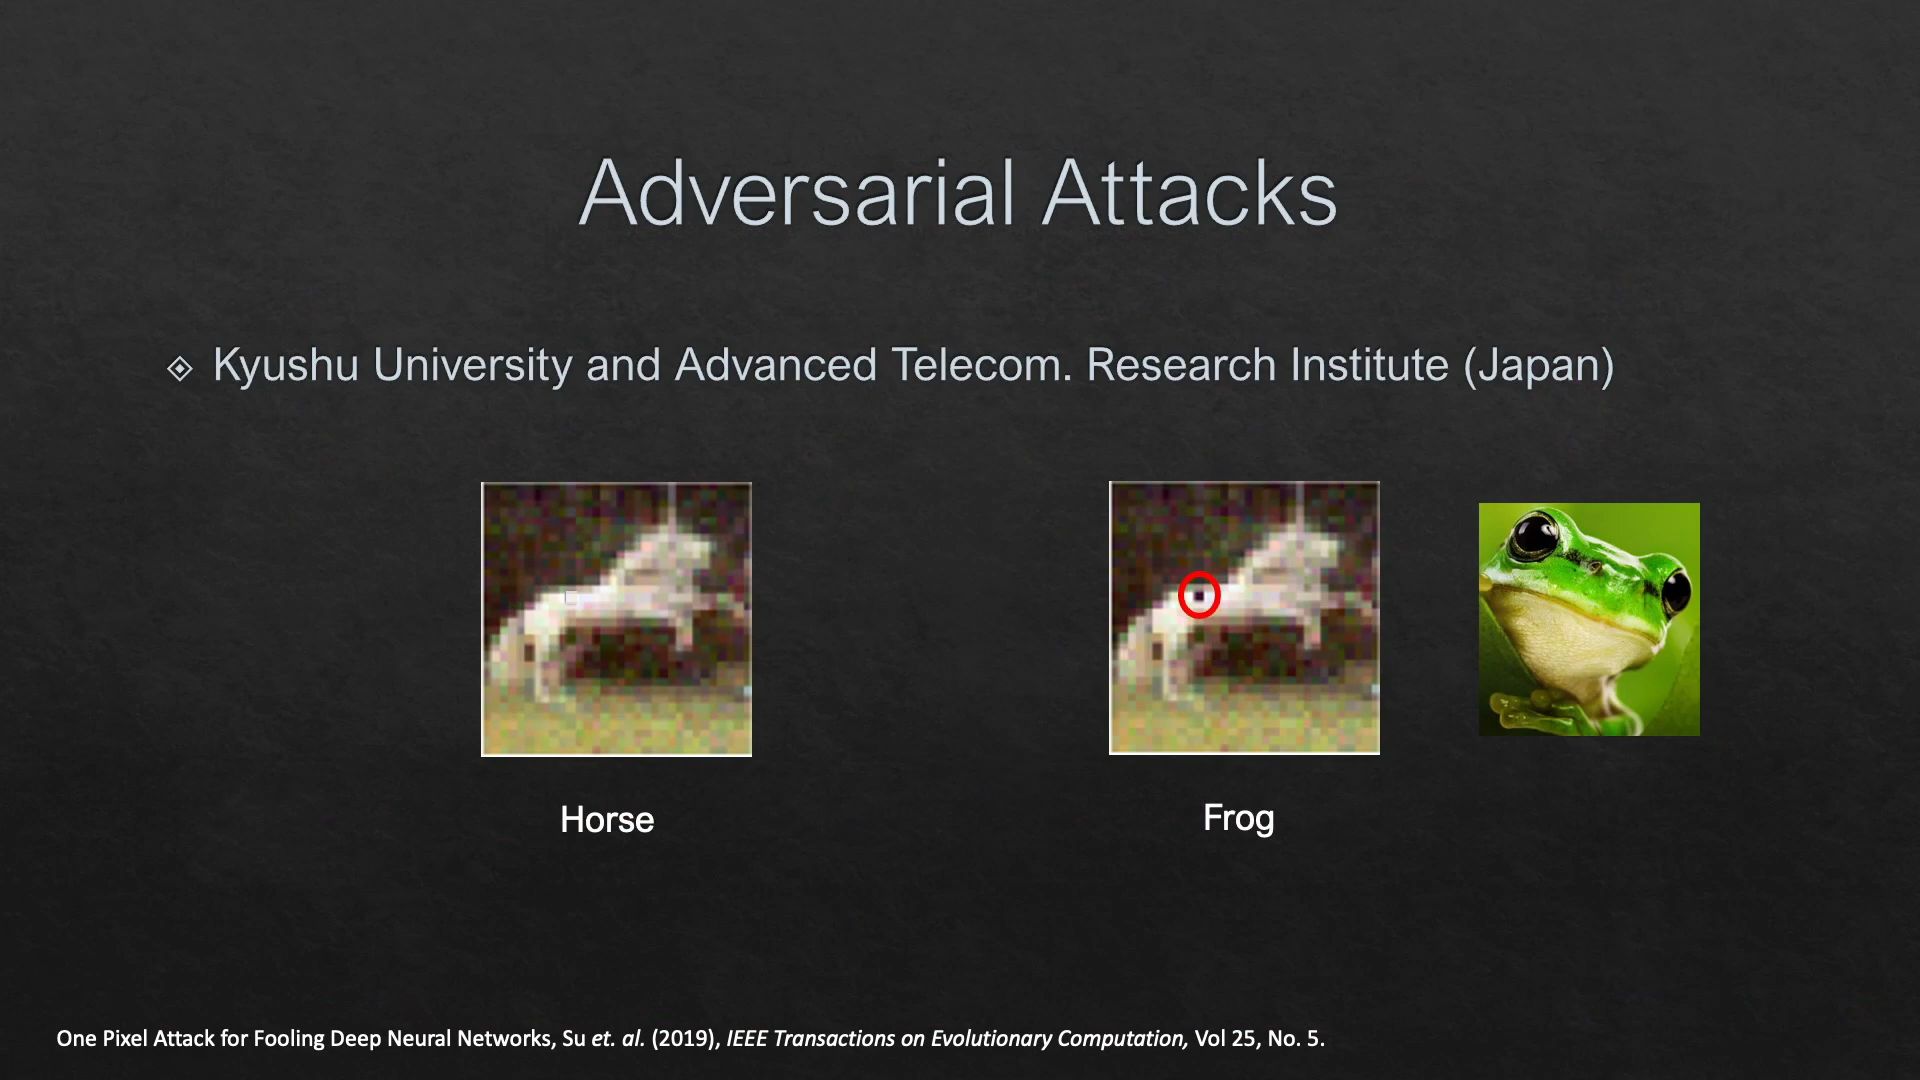 Adversarial Attacks
Kyushu University and Advanced Telecom. Research Institute (Japan)
Horse
Frog
One Pixel Attack for Fooling Deep Neural Networks, Su et. al. (2019), IEEE Transactions on Evolutionary Computation, Vol 25, No. 5.